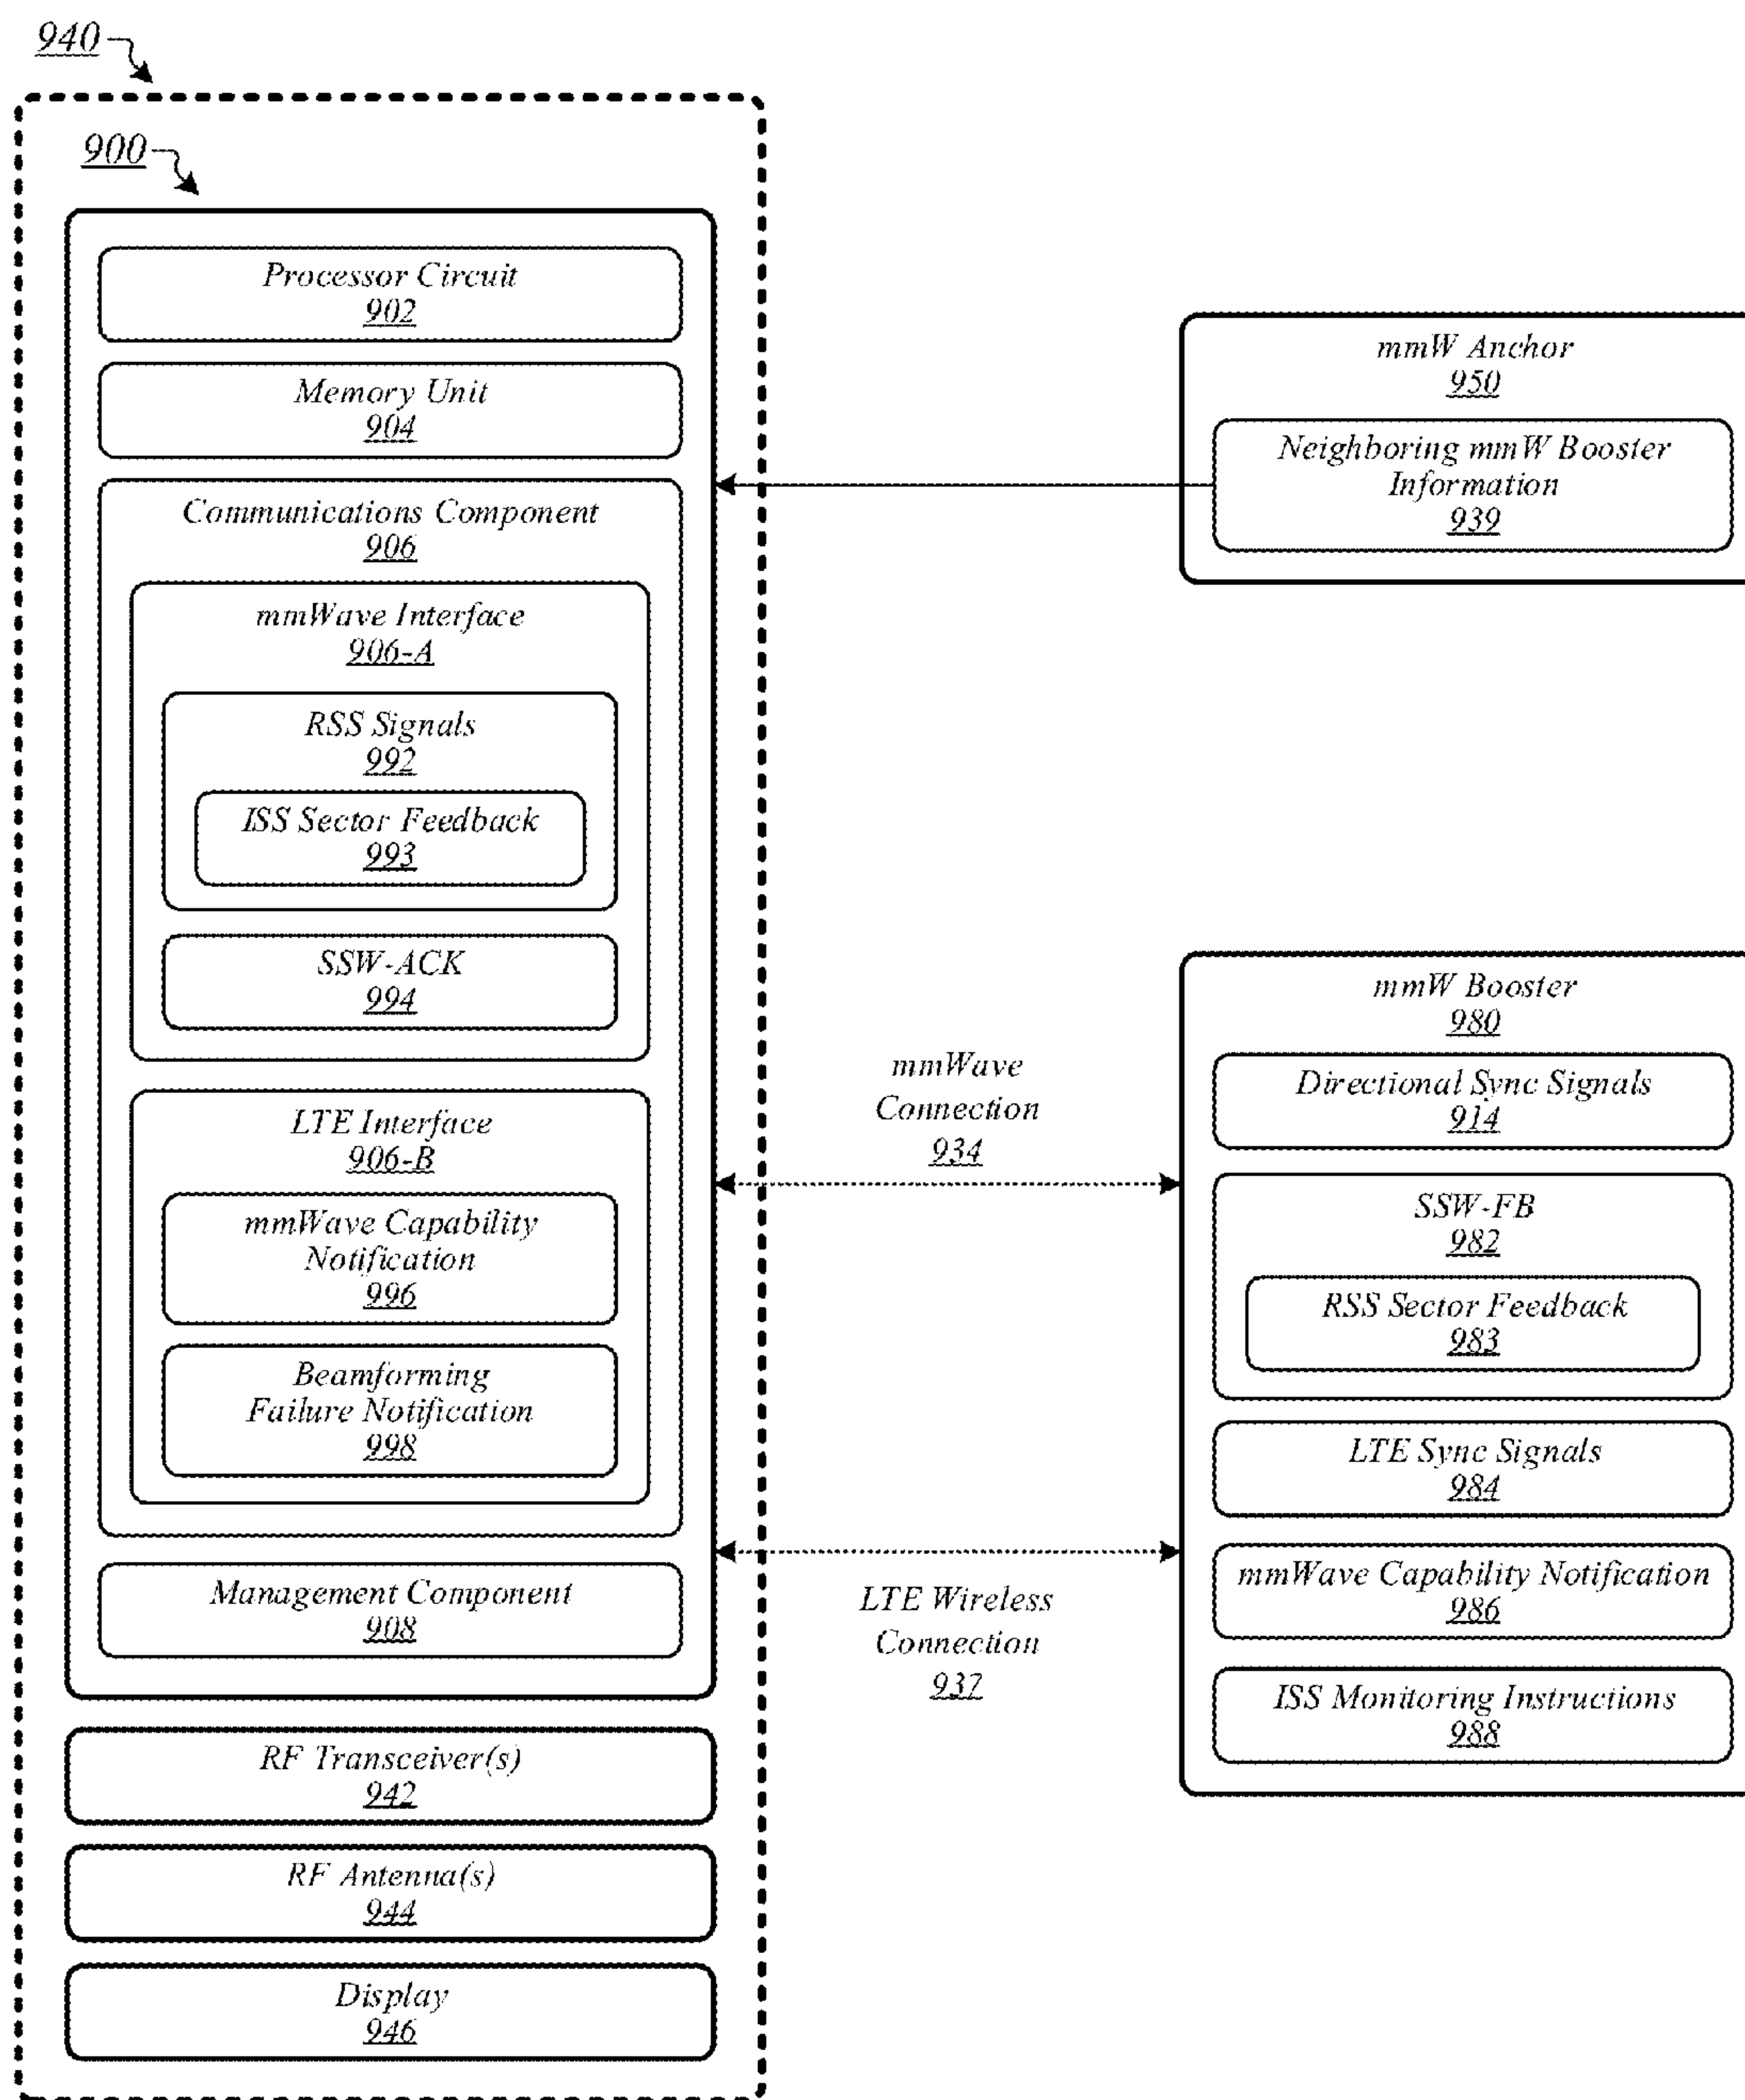 940
900
Processor Circuit
902
Memory Unit
904
Communications Component
906
mmWave Interface
906-A
RSS Signals
992
ISS Sector Feedback
993
SSW-ACK
994
LTE Interface
906-B
mmWave Capability
Notification
996
Beamforming
Failure Notification
998
Management Component
908
RF Transceiver(s)
942
RF Antenna(s)
944
Display
946
mmWave
Connection
934
LTE Wireless
Connection
937
mmW Anchor
950
Neighboring mmW Booster
Information
939
mmW Booster
980
Directional Sync Signals
914
SSW-FB
982
RSS Sector Feedback
983
LTE Sync Signals
984
mmWave Capability Notification
986
ISS Monitoring Instructions
988